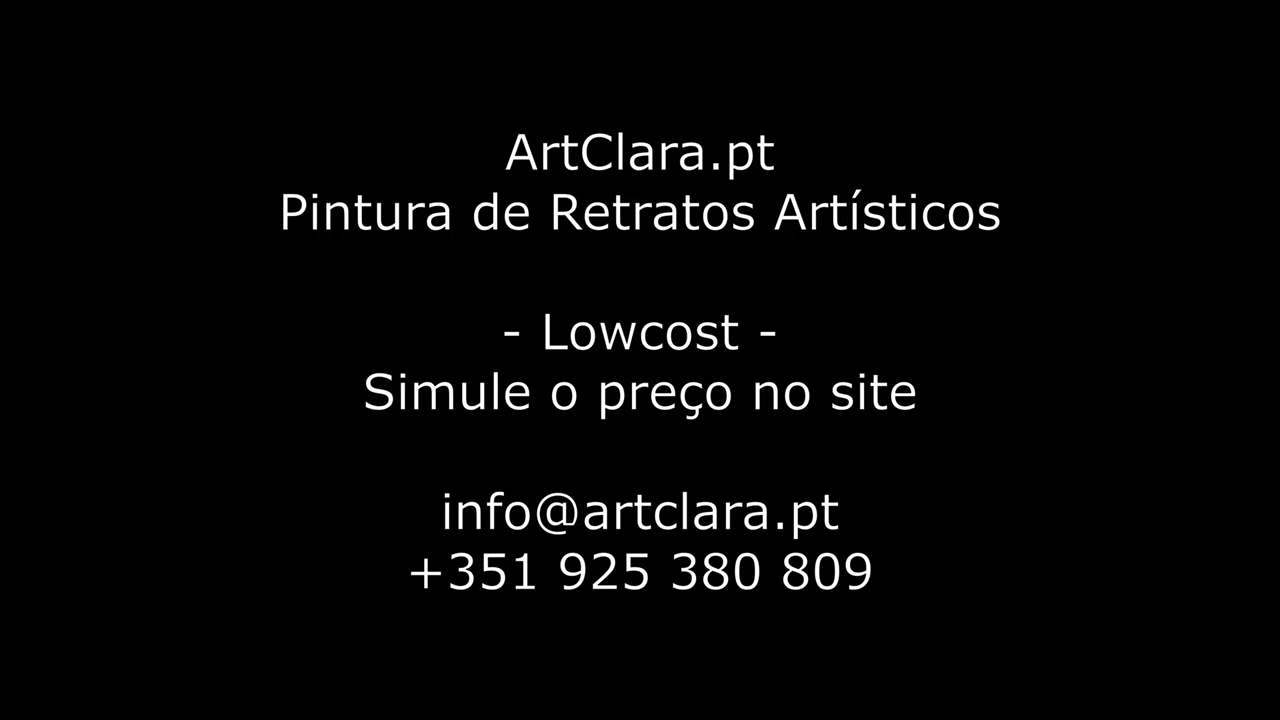 ArtClara.pt
Pintura de Retratos Artísticos
- Lowcost -
Simule o preço no site
info@artclara.pt
+351 925 380 809